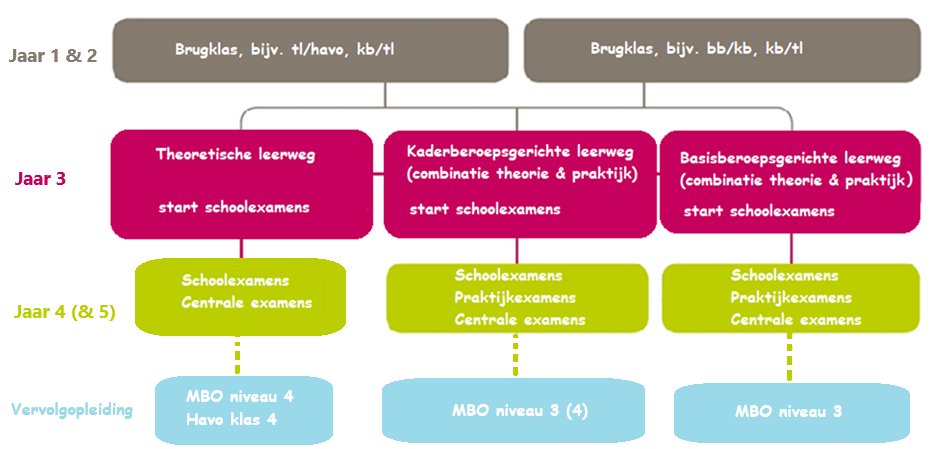 Jaar 1 & 2
Brugklas, bijv. tl/havo, kb/tl
Brugklas, bijv. bb/kb, kb/tl
Jaar 3
Theoretische leerweg
start schoolexamens
Kaderberoepsgerichte leerweg
(combinatie theorie & praktijk)
start schoolexamens
Basisberoepsgerichte leerweg
(combinatie theorie & praktijk)
start schoolexamens
Jaar 4 (& 5)
Schoolexamens
Centrale examens
Schoolexamens
Praktijkexamens
Centrale examens
Schoolexamens
Praktijkexamens
Centrale examens
Vervolgopleiding
MBO niveau 4
Havo klas 4
MBO niveau 3 (4)
MBO niveau 3